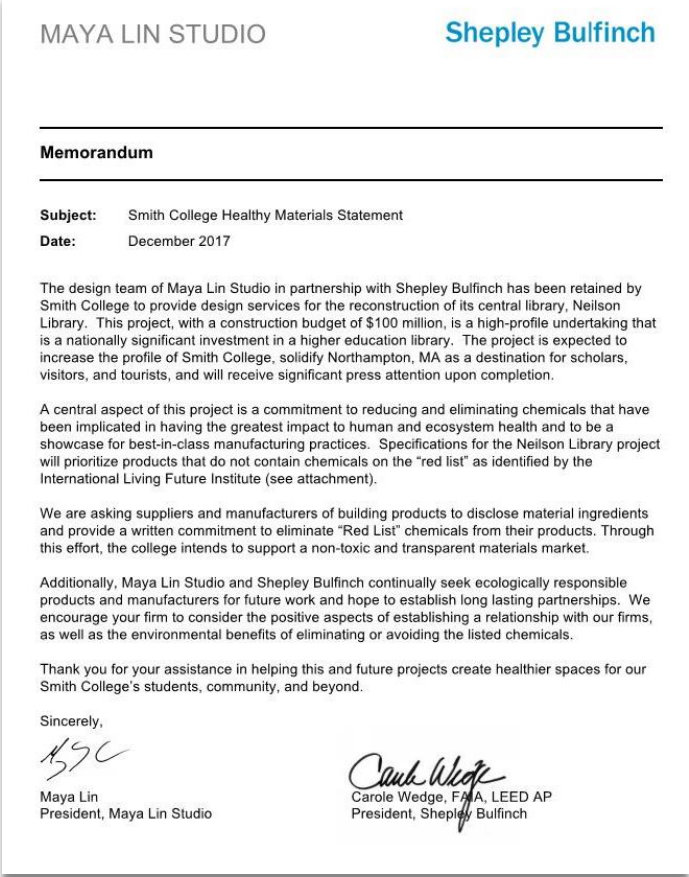 MAYA LIN STUDIO
Shepley Bulfinch
Memorandum
Subject: Smith College Healthy Materials Statement
Date: December 2017
The design team of Maya Lin Studio in partnership with Shepley Bulfinch has been retained by
Smith College to provide design services for the reconstruction of its central library, Neilson
Library. This project, with a construction budget of $100 million, is a high-profile undertaking that
is a nationally significant investment in a higher education library. The project is expected to
increase the profile of Smith College, solidify Northampton, MA as a destination for scholars,
visitors, and tourists, and will receive significant press attention upon completion.
A central aspect of this project is a commitment to reducing and eliminating chemicals that have
been implicated in having the greatest impact to human and ecosystem health and to be a
showcase for best-in-class manufacturing practices. Specifications for the Neilson Library project
will prioritize products that do not contain chemicals on the “red list” as identified by the
International Living Future Institute (see attachment).
We are asking suppliers and manufacturers of building products to disclose material ingredients
and provide a written commitment to eliminate “Red List” chemicals from their products. Through
this effort, the college intends to support a non-toxic and transparent materials market.
Additionally, Maya Lin Studio and Shepley Bulfinch continually seek ecologically responsible
products and manufacturers for future work and hope to establish long lasting partnerships. We
encourage your firm to consider the positive aspects of establishing a relationship with our firms,
as well as the environmental benefits of eliminating or avoiding the listed chemicals.
Thank you for your assistance in helping this and future projects create healthier spaces for our
Smith College’s students, community, and beyond.
Sincerely,
Carole Wedge
Maya Lin
President, Maya Lin Studio
Carole Wedge, FAIA, LEED AP
President, Shepley Bulfinch